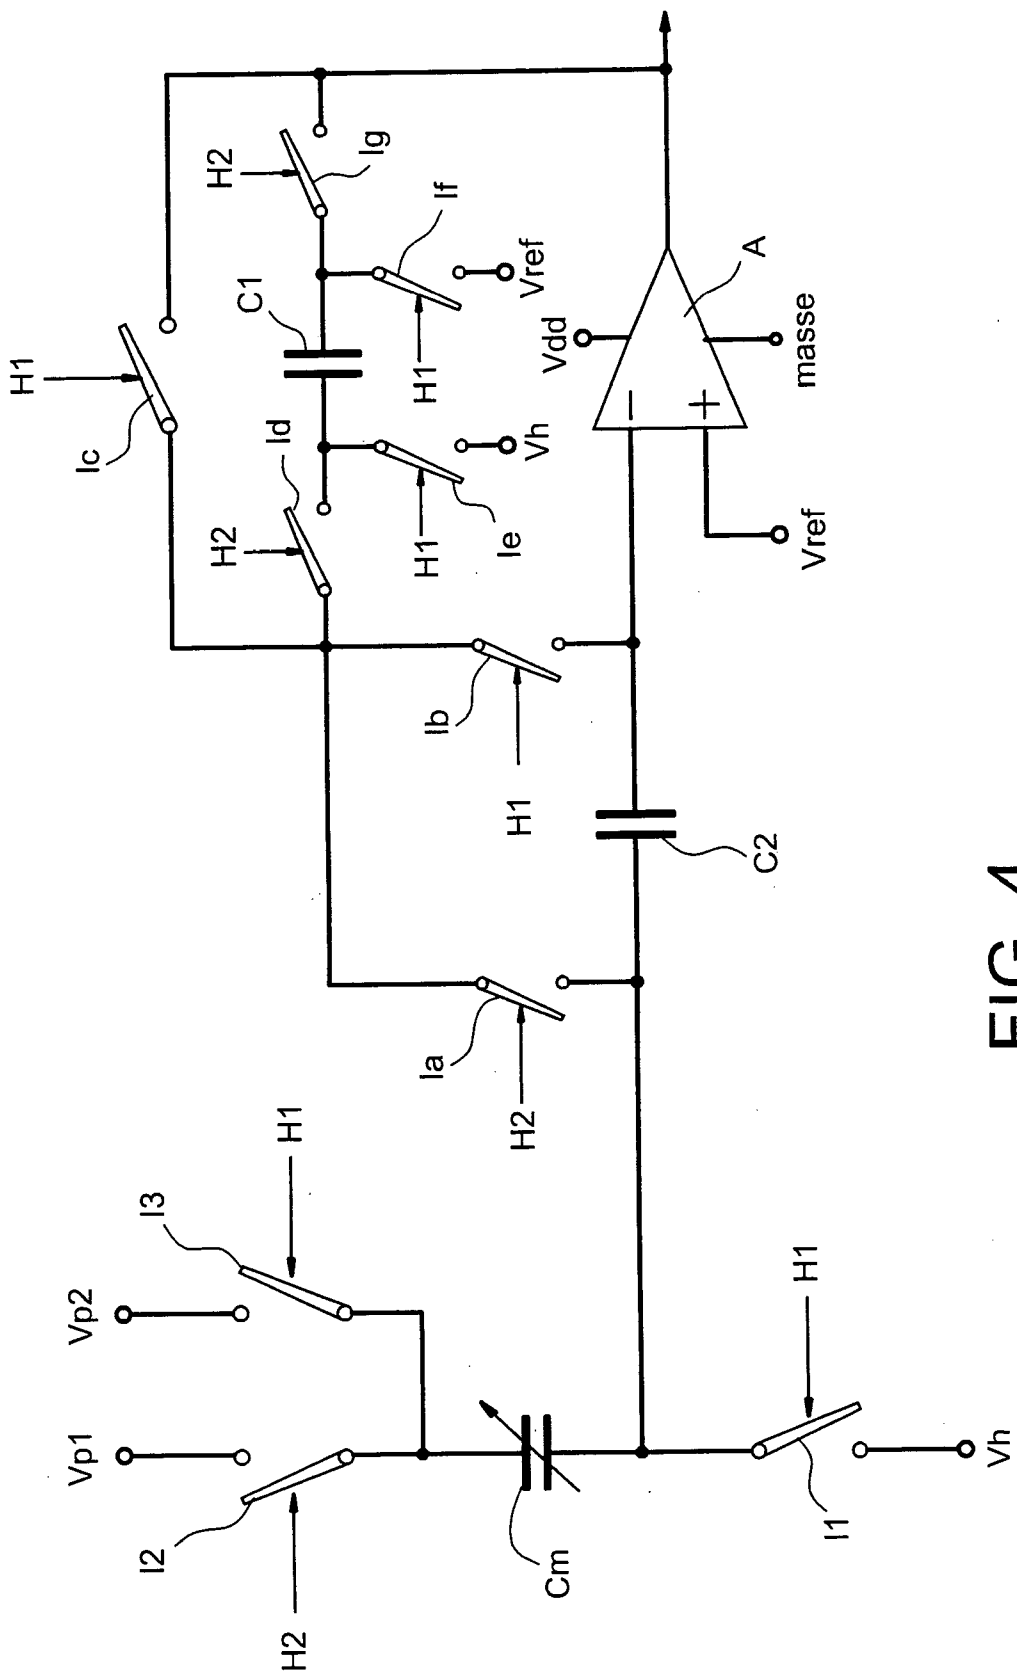 H1
Ic
H2
Ig
C1
If
H1
Vref
Id
H2
H1
Ie
Vh
Vdd
A
masse
Vref
Ib
H1
C2
Ia
H2
Vp2
I3
H1
Vp1
I2
H2
Cm
H1
I1
Vh
−
+
FIG. 4